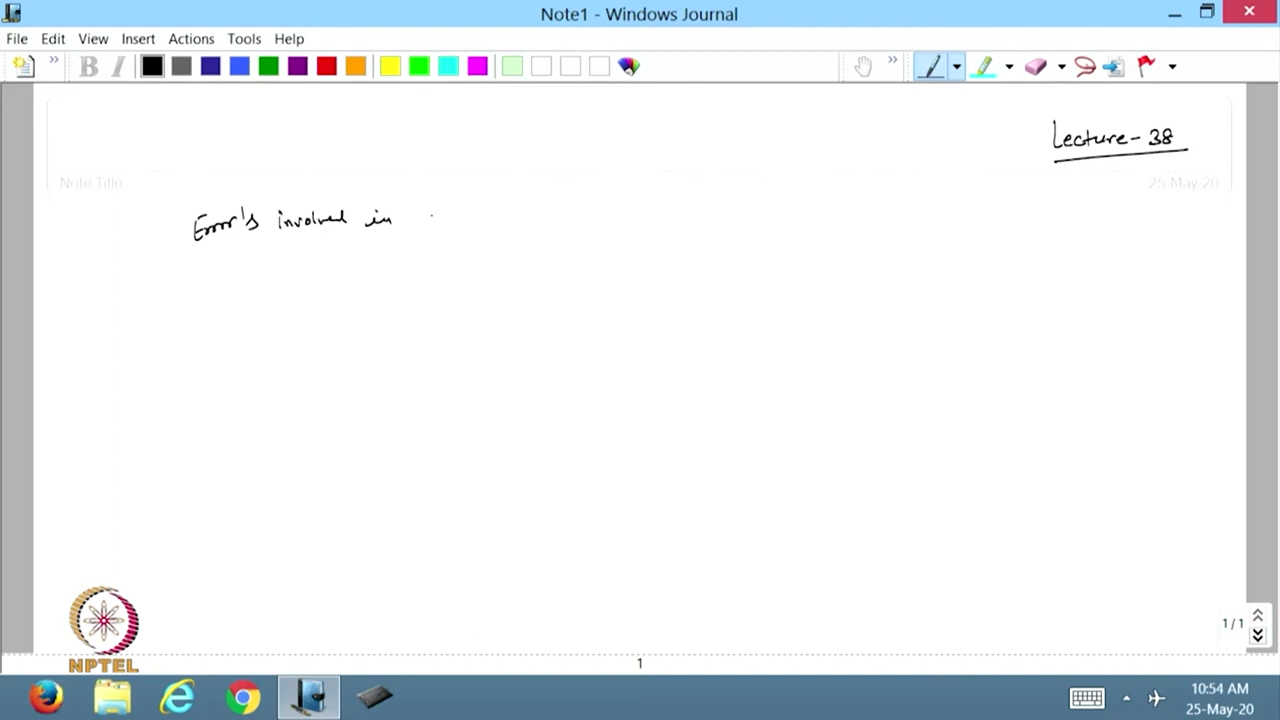 Note1 - Windows Journal
File Edit View Insert Actions Tools Help
B I
Lecture-38
Note Title
25-May-20
Error's involved in
1 / 1
NPTEL
1
10:54 AM
25-May-20